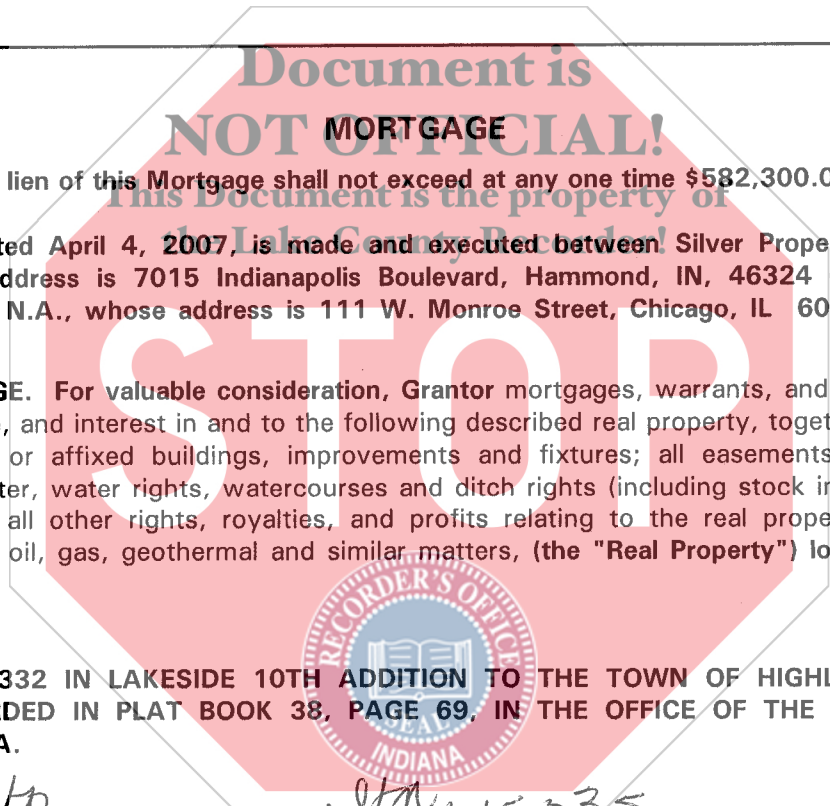 Document is
NOT OFFICIAL!
MORTGAGE
lien of this Mortgage shall not exceed at any one time $582,300.0
This Document is the property of
the Lake County Recorder!
ted April 4, 2007, is made and executed between Silver Prope
ddress is 7015 Indianapolis Boulevard, Hammond, IN, 46324
N.A., whose address is 111 W. Monroe Street, Chicago, IL 60
STOP
GE. For valuable consideration, Grantor mortgages, warrants, and
, and interest in and to the following described real property, toget
or affixed buildings, improvements and fixtures; all easements
ter, water rights, watercourses and ditch rights (including stock in
all other rights, royalties, and profits relating to the real prope
oil, gas, geothermal and similar matters, (the "Real Property") lo
RECORDER'S OFFICE
332 IN LAKESIDE 10TH ADDITION TO THE TOWN OF HIGHL
DED IN PLAT BOOK 38, PAGE 69, IN THE OFFICE OF THE
A.
SEAL
INDIANA